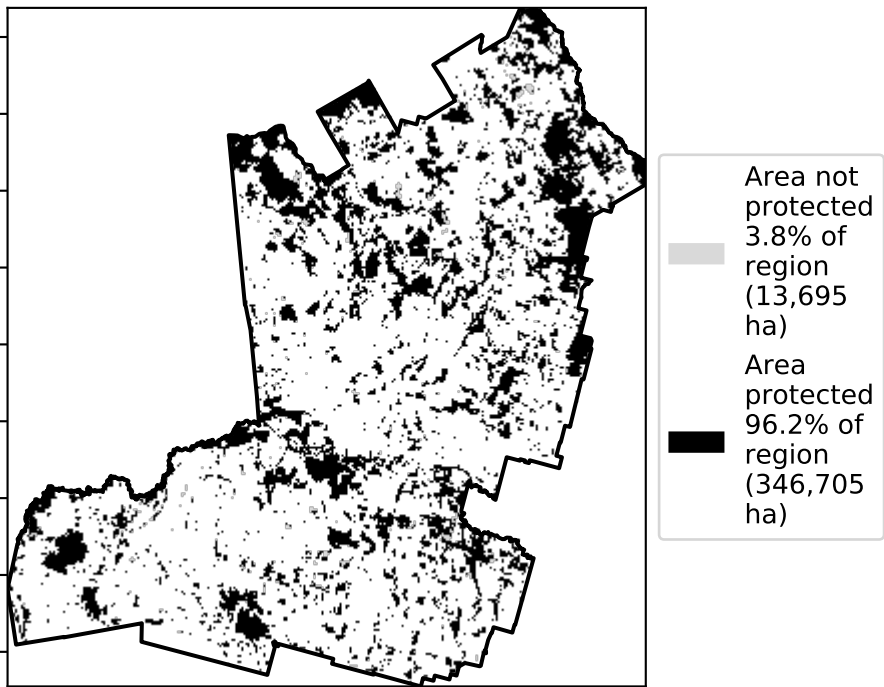 Area not
protected
3.8% of
region
(13,695
ha)
Area
protected
96.2% of
region
(346,705
ha)